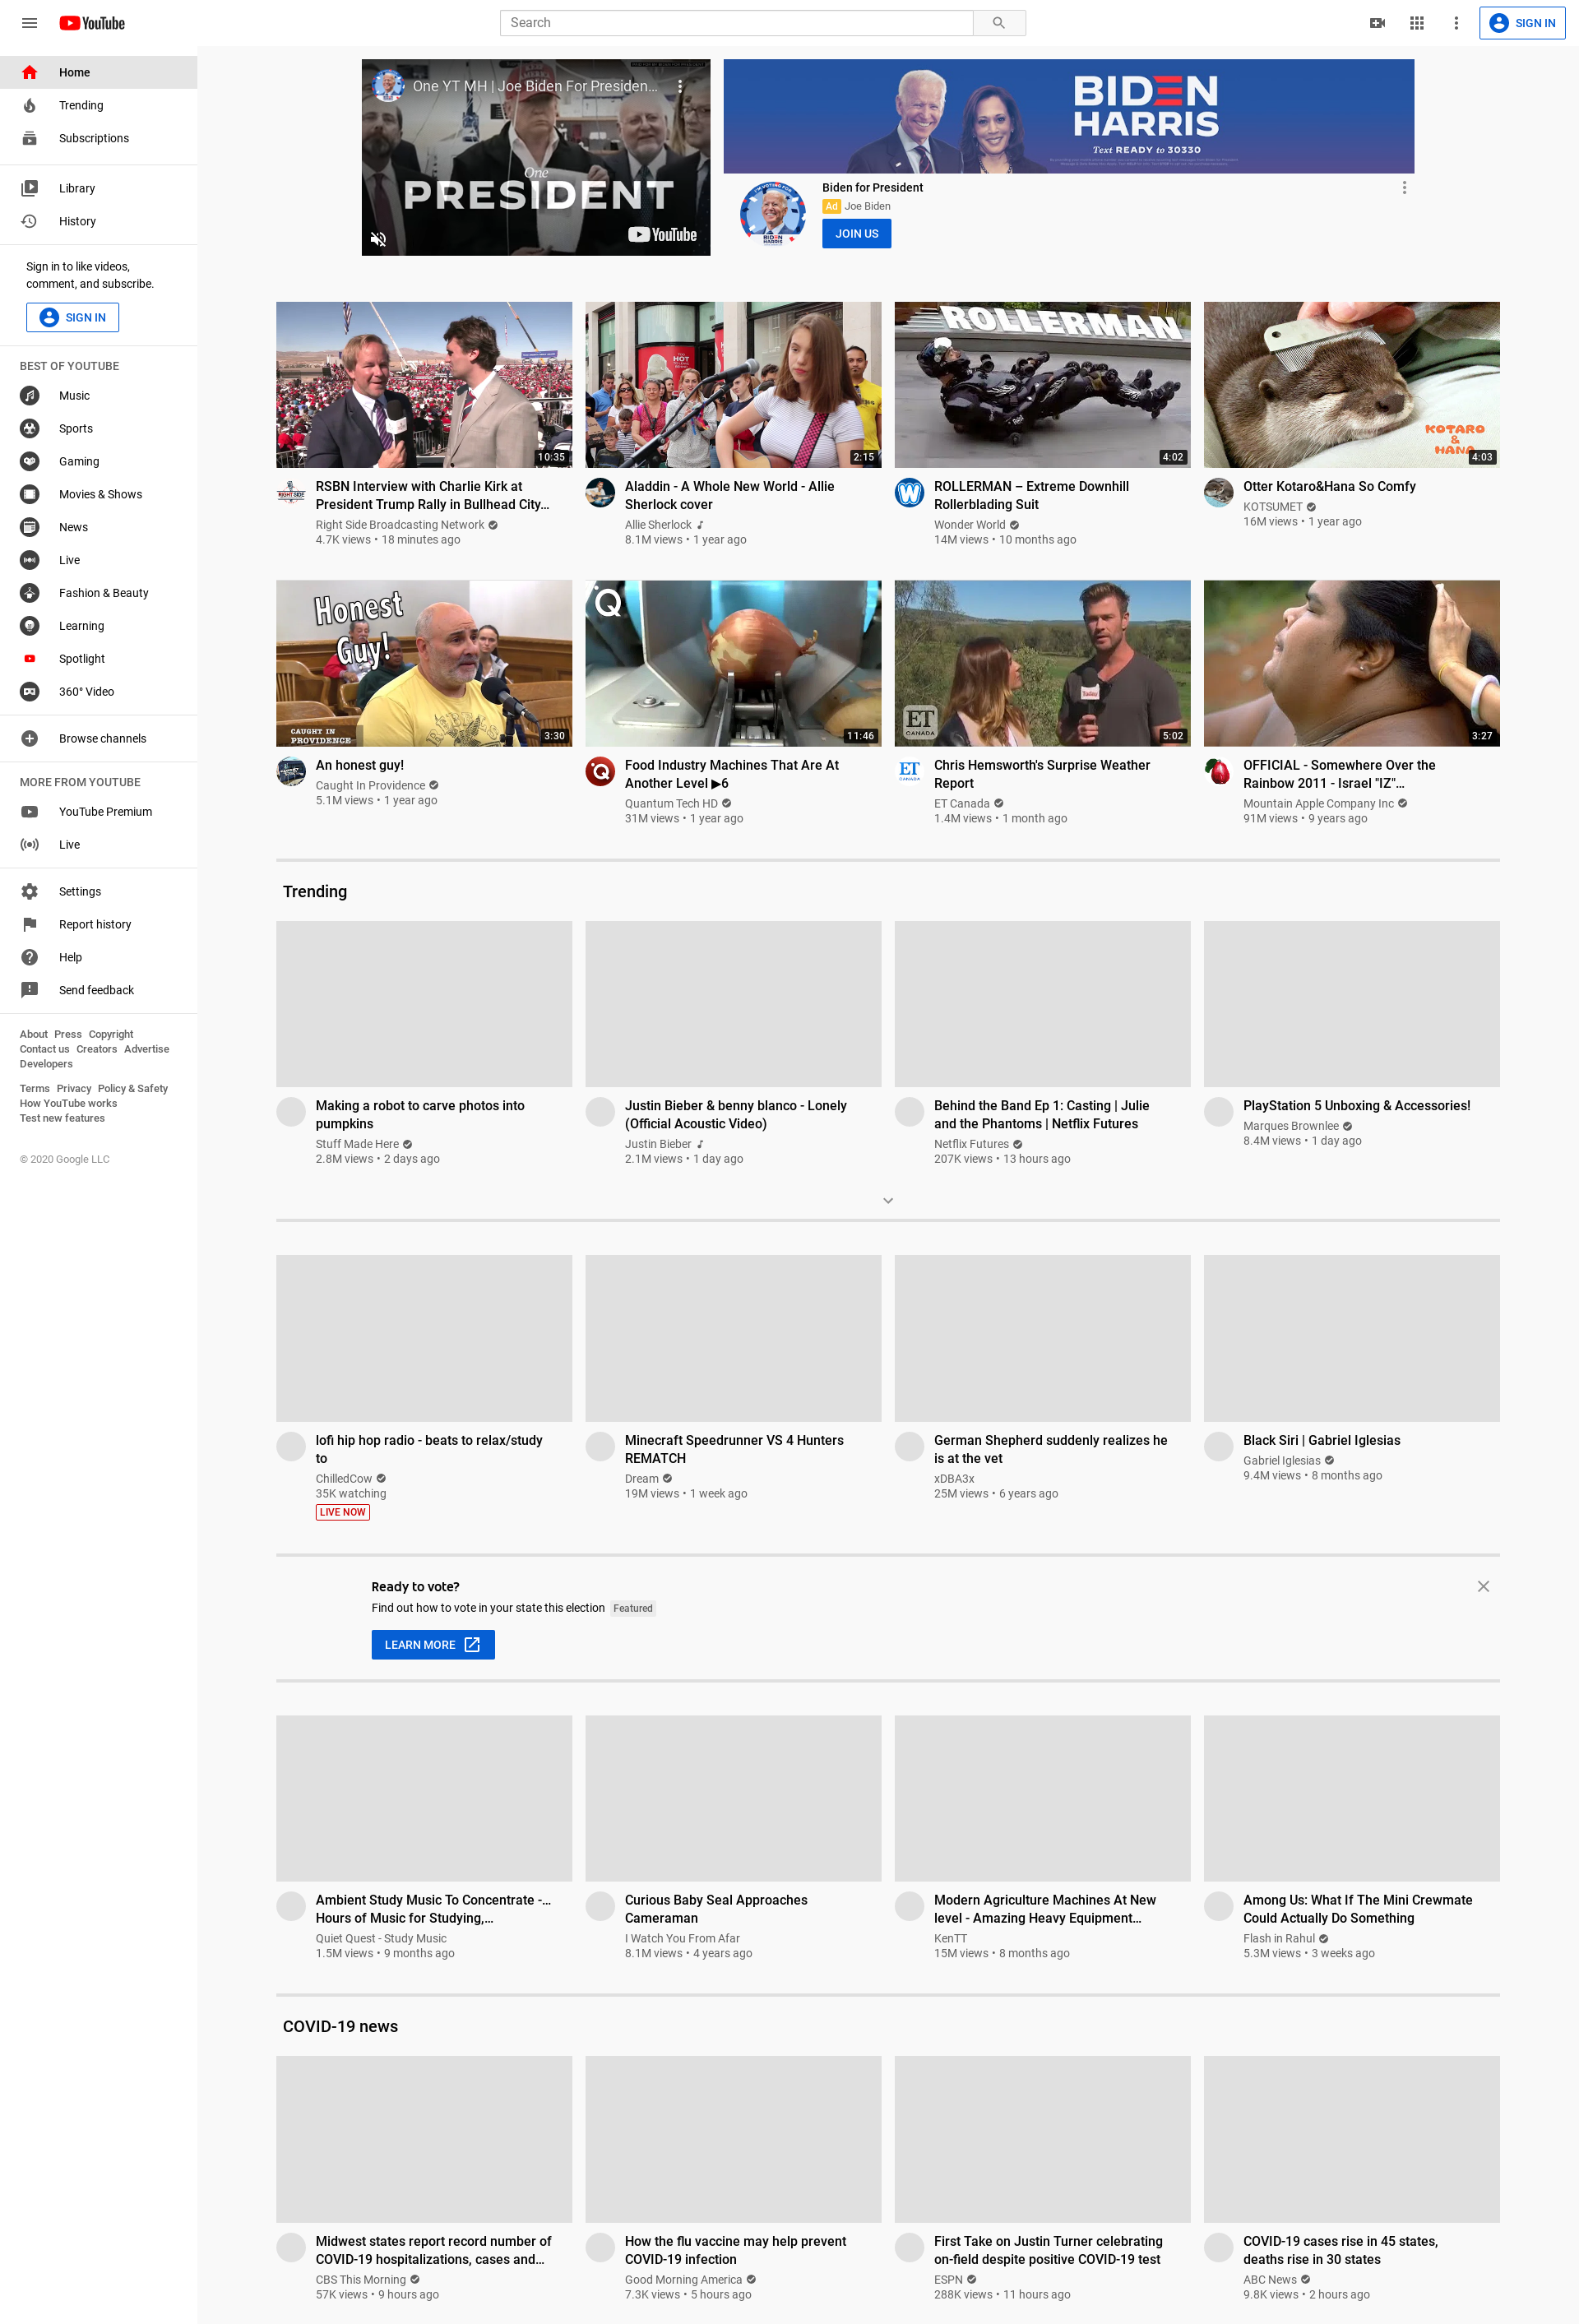 YouTube
Search
SIGN IN
Home
Trending
Subscriptions
Library
History
Sign in to like videos,
comment, and subscribe.
SIGN IN
BEST OF YOUTUBE
Music
Sports
Gaming
Movies & Shows
News
Live
Fashion & Beauty
Learning
Spotlight
360° Video
Browse channels
MORE FROM YOUTUBE
YouTube Premium
Live
Settings
Report history
Help
Send feedback
About Press Copyright
Contact us Creators Advertise
Developers
Terms Privacy Policy & Safety
How YouTube works
Test new features
© 2020 Google LLC
One YT MH | Joe Biden For Presiden...
One
PRESIDENT
YouTube
BIDEN
HARRIS
Text READY to 30330
Biden for President
Ad Joe Biden
JOIN US
10:35
RSBN Interview with Charlie Kirk at
President Trump Rally in Bullhead City...
Right Side Broadcasting Network
4.7K views • 18 minutes ago
HOT
2:15
Aladdin - A Whole New World - Allie
Sherlock cover
Allie Sherlock
8.1M views • 1 year ago
ROLLERMAN
4:02
ROLLERMAN – Extreme Downhill
Rollerblading Suit
Wonder World
14M views • 10 months ago
KOTARO
&
HANA
4:03
Otter Kotaro&Hana So Comfy
KOTSUMET
16M views • 1 year ago
Honest
Guy!
CAUGHT IN
PROVIDENCE
3:30
An honest guy!
Caught In Providence
5.1M views • 1 year ago
Q
11:46
Food Industry Machines That Are At
Another Level ▶6
Quantum Tech HD
31M views • 1 year ago
ET
CANADA
5:02
Chris Hemsworth's Surprise Weather
Report
ET Canada
1.4M views • 1 month ago
3:27
OFFICIAL - Somewhere Over the
Rainbow 2011 - Israel "IZ"...
Mountain Apple Company Inc
91M views • 9 years ago
Trending
Making a robot to carve photos into
pumpkins
Stuff Made Here
2.8M views • 2 days ago
Justin Bieber & benny blanco - Lonely
(Official Acoustic Video)
Justin Bieber
2.1M views • 1 day ago
Behind the Band Ep 1: Casting | Julie
and the Phantoms | Netflix Futures
Netflix Futures
207K views • 13 hours ago
PlayStation 5 Unboxing & Accessories!
Marques Brownlee
8.4M views • 1 day ago
lofi hip hop radio - beats to relax/study
to
ChilledCow
35K watching
LIVE NOW
Minecraft Speedrunner VS 4 Hunters
REMATCH
Dream
19M views • 1 week ago
German Shepherd suddenly realizes he
is at the vet
xDBA3x
25M views • 6 years ago
Black Siri | Gabriel Iglesias
Gabriel Iglesias
9.4M views • 8 months ago
Ready to vote?
Find out how to vote in your state this election Featured
LEARN MORE
Ambient Study Music To Concentrate -...
Hours of Music for Studying,...
Quiet Quest - Study Music
1.5M views • 9 months ago
Curious Baby Seal Approaches
Cameraman
I Watch You From Afar
8.1M views • 4 years ago
Modern Agriculture Machines At New
level - Amazing Heavy Equipment...
KenTT
15M views • 8 months ago
Among Us: What If The Mini Crewmate
Could Actually Do Something
Flash in Rahul
5.3M views • 3 weeks ago
COVID-19 news
Midwest states report record number of
COVID-19 hospitalizations, cases and...
CBS This Morning
57K views • 9 hours ago
How the flu vaccine may help prevent
COVID-19 infection
Good Morning America
7.3K views • 5 hours ago
First Take on Justin Turner celebrating
on-field despite positive COVID-19 test
ESPN
288K views • 11 hours ago
COVID-19 cases rise in 45 states,
deaths rise in 30 states
ABC News
9.8K views • 2 hours ago